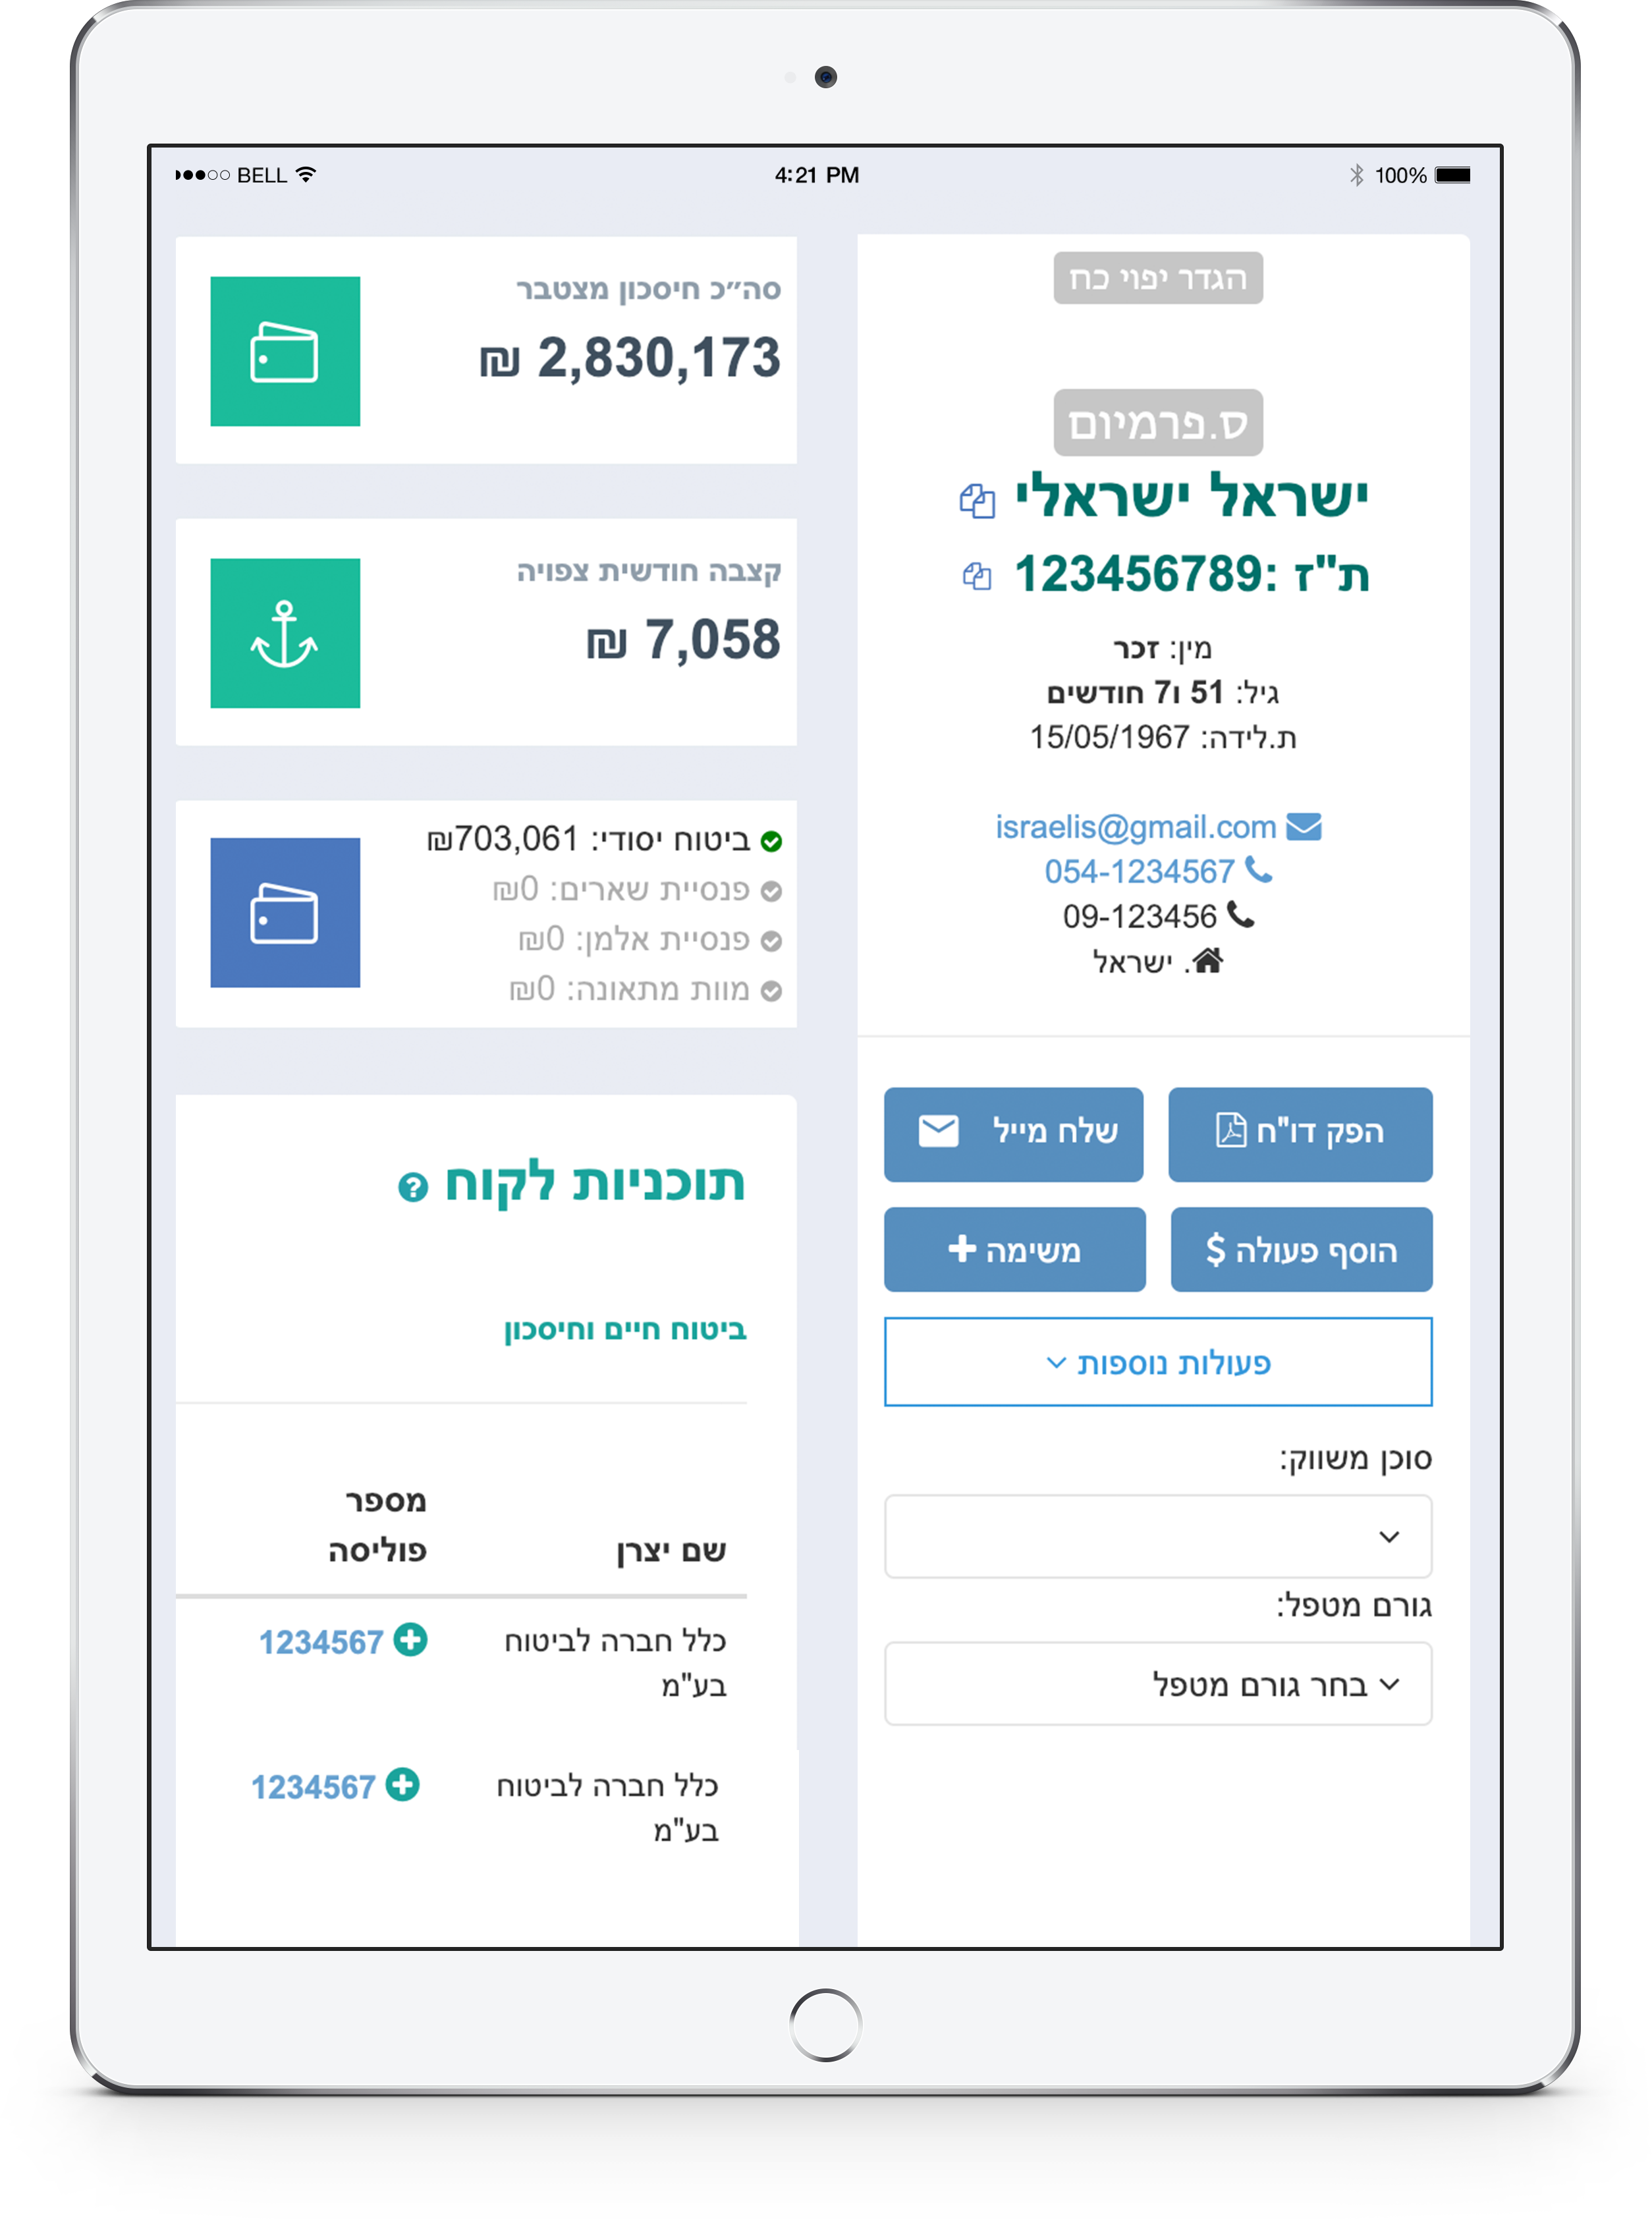 BELL
4:21 PM
100%
הגדר יפוי כח
ס.פרמיום
ישראל ישראלי
ת"ז :123456789
מין: זכר
גיל: 51 ו7 חודשים
ת.לידה: 15/05/1967
israelis@gmail.com
054-1234567
09-123456
. ישראל
הפק דו"ח
שלח מייל
הוסף פעולה $
משימה +
פעולות נוספות
סוכן משווק:
גורם מטפל:
בחר גורם מטפל
סה״כ חיסכון מצטבר
2,830,173 ₪
קצבה חודשית צפויה
7,058 ₪
ביטוח יסודי: 703,061₪
פנסיית שארים: 0₪
פנסיית אלמן: 0₪
מוות מתאונה: 0₪
תוכניות לקוח ?
ביטוח חיים וחיסכון
שם יצרן
מספר
פוליסה
כלל חברה לביטוח
בע"מ
1234567
כלל חברה לביטוח
בע"מ
1234567